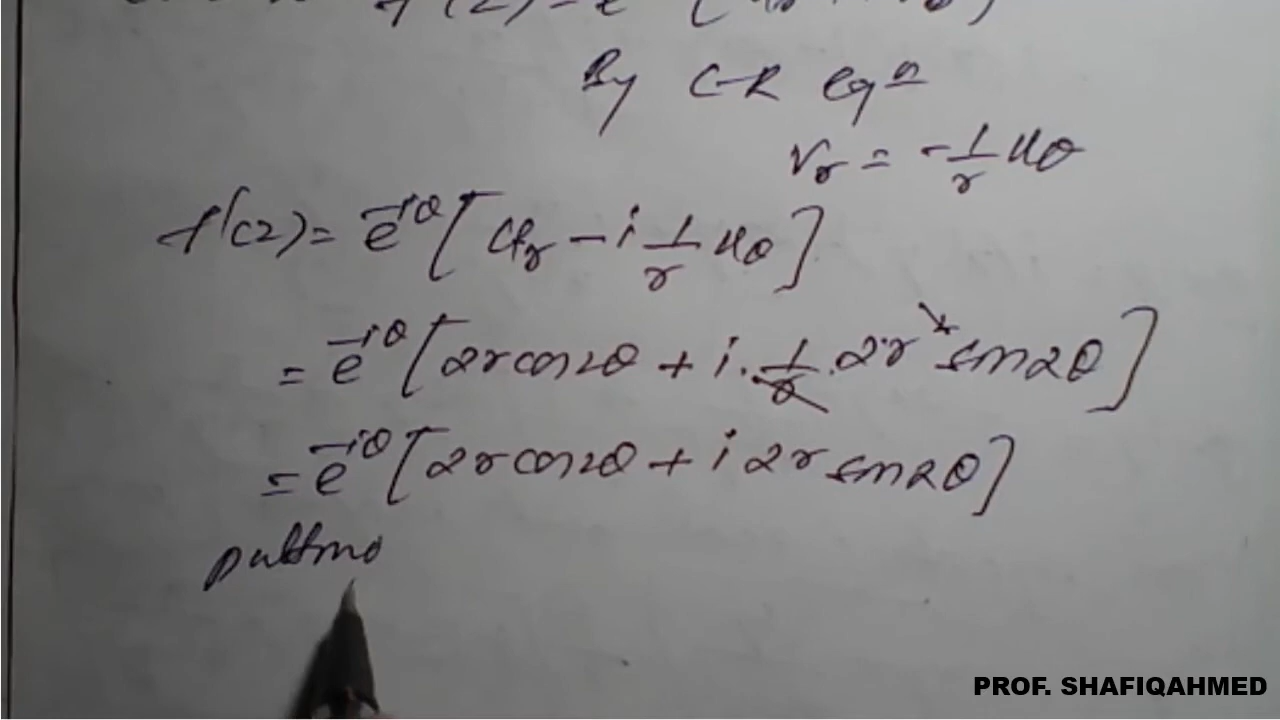 f'(z) = e
By C-R eqn
vr = -1/r uθ
f'(z) = e^-iθ [ ur - i 1/r uθ ]
= e^-iθ [ 2r cos2θ + i. 1/r . 2r² sin2θ ]
= e^-iθ [ 2r cos2θ + i 2r sin2θ ]
PROF. SHAFIQAHMED